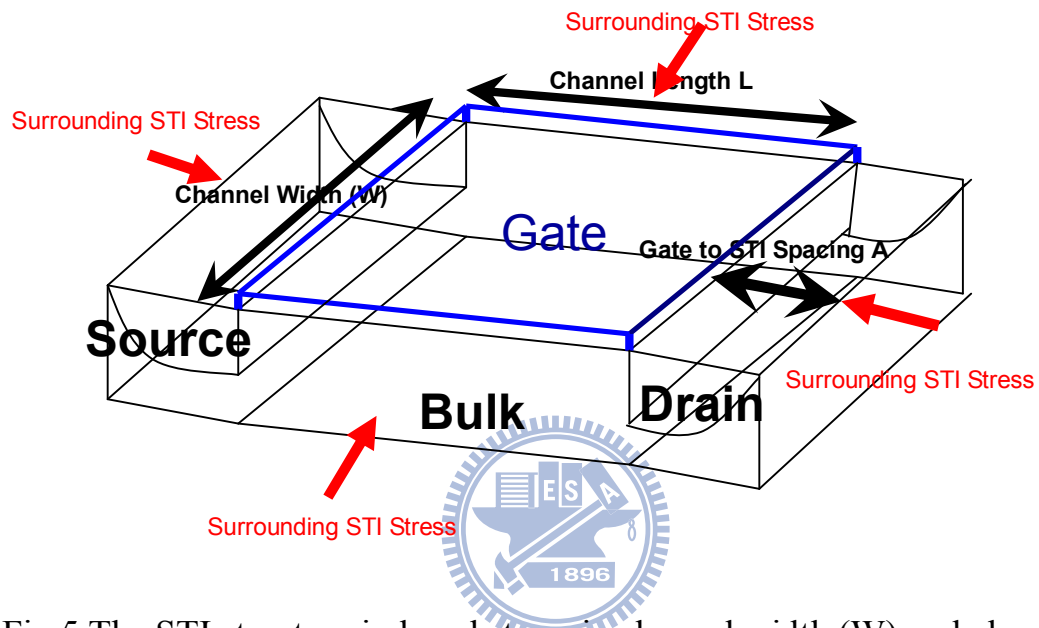 Surrounding STI Stress
Channel Length L
Surrounding STI Stress
Channel Width (W)
Gate
Gate to STI Spacing A
Source
Surrounding STI Stress
Bulk
Drain
E S A
Surrounding STI Stress
1896